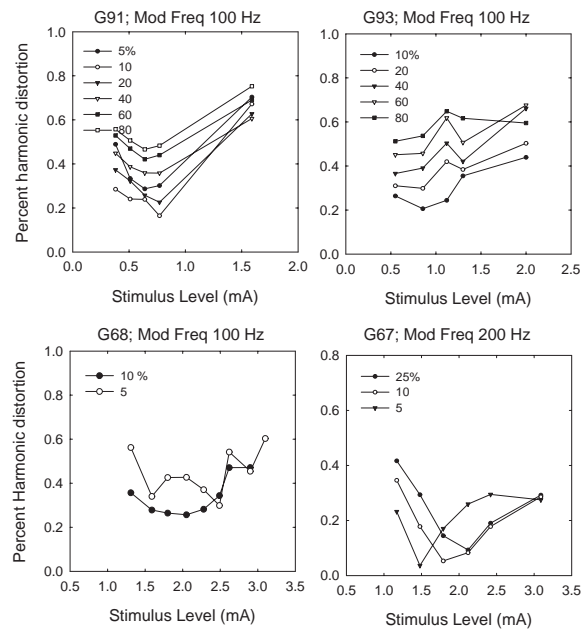 G91; Mod Freq 100 Hz
1.0
0.8
0.6
0.4
0.2
0.0
5%
10
20
40
60
80
0.0 0.5 1.0 1.5 2.0
Percent harmonic distortion
Stimulus Level (mA)
G93; Mod Freq 100 Hz
1.0
0.8
0.6
0.4
0.2
0.0
10%
20
40
60
80
0.0 0.5 1.0 1.5 2.0 2.5
Stimulus Level (mA)
G68; Mod Freq 100 Hz
1.0
0.8
0.6
0.4
0.2
0.0
10 %
5
0.5 1.0 1.5 2.0 2.5 3.0 3.5
Percent Harmonic distortion
Stimulus Level (mA)
G67; Mod Freq 200 Hz
0.8
0.6
0.4
0.2
0.0
25%
10
5
0.5 1.0 1.5 2.0 2.5 3.0 3.5
Stimulus Level (mA)